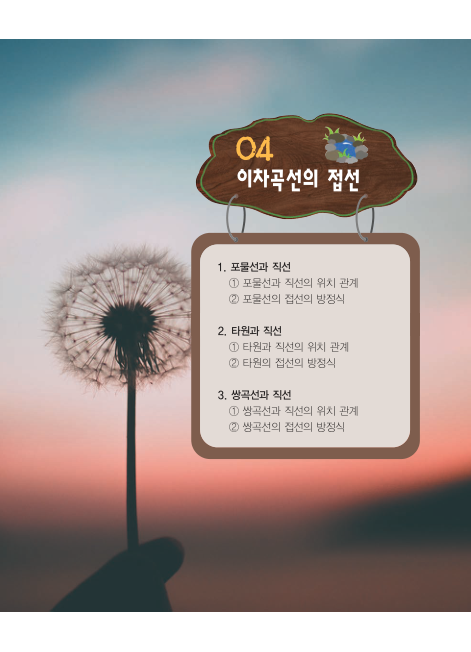 04
이차곡선의 접선
1. 포물선과 직선
① 포물선과 직선의 위치 관계
② 포물선의 접선의 방정식
2. 타원과 직선
① 타원과 직선의 위치 관계
② 타원의 접선의 방정식
3. 쌍곡선과 직선
① 쌍곡선과 직선의 위치 관계
② 쌍곡선의 접선의 방정식